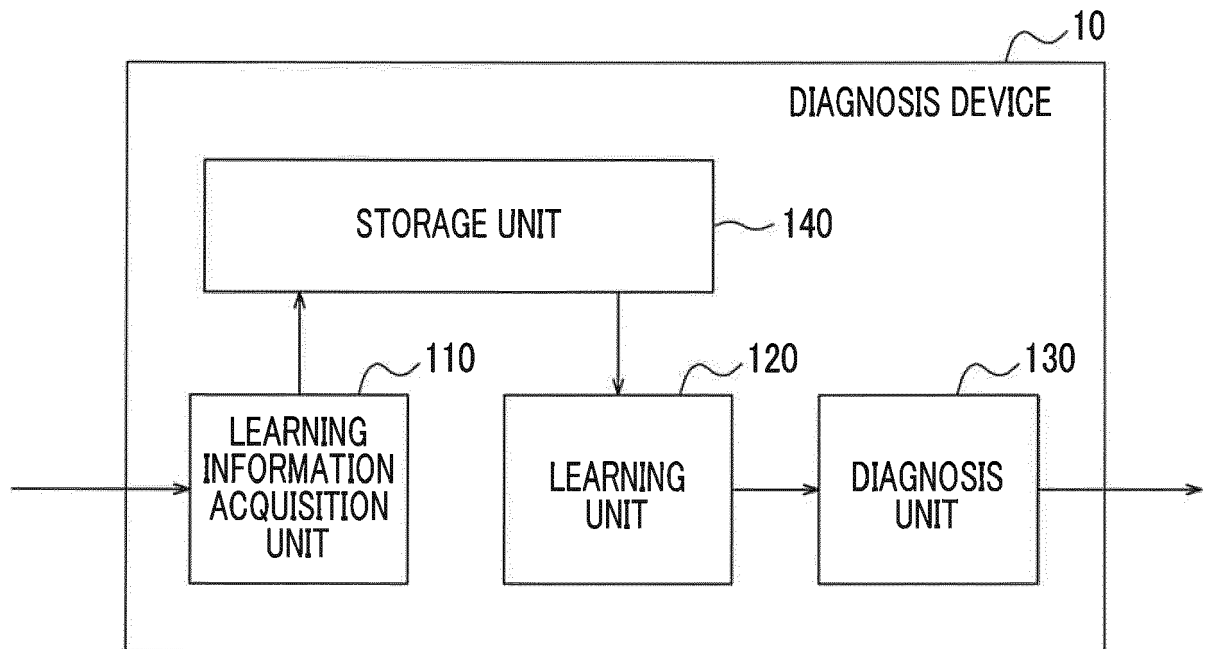 10
DIAGNOSIS DEVICE
STORAGE UNIT
140
110
120
130
LEARNING
INFORMATION
ACQUISITION
UNIT
LEARNING
UNIT
DIAGNOSIS
UNIT